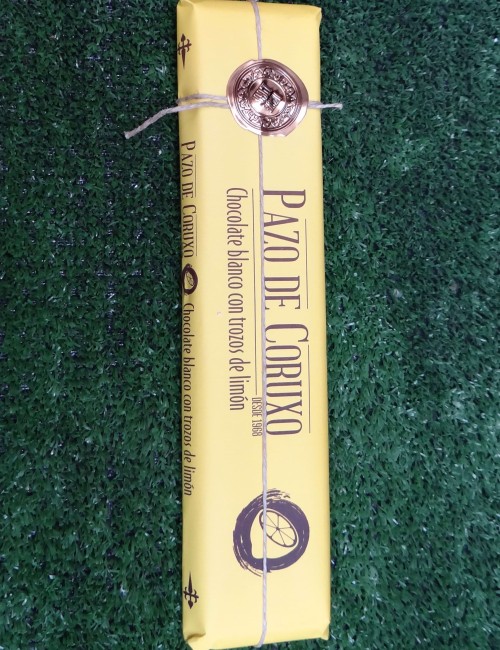 PAZO DE CORUXO
DESDE 1968
Chocolate blanco con trozos de limón
PAZO DE CORUXO Chocolate blanco con trozos de limón